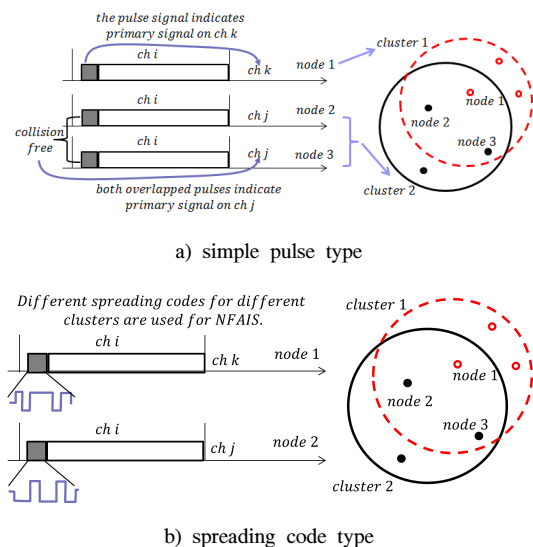 the pulse signal indicates
primary signal on ch k
ch i
ch k
node 1
cluster 1
node 1
ch i
ch j
node 2
node 2
collision
free
ch i
ch j
node 3
node 3
both overlapped pulses indicate
primary signal on ch j
cluster 2
a) simple pulse type
Different spreading codes for different
clusters are used for NFAIS.
cluster 1
ch i
ch k
node 1
node 1
node 2
ch i
ch j
node 2
node 3
cluster 2
b) spreading code type